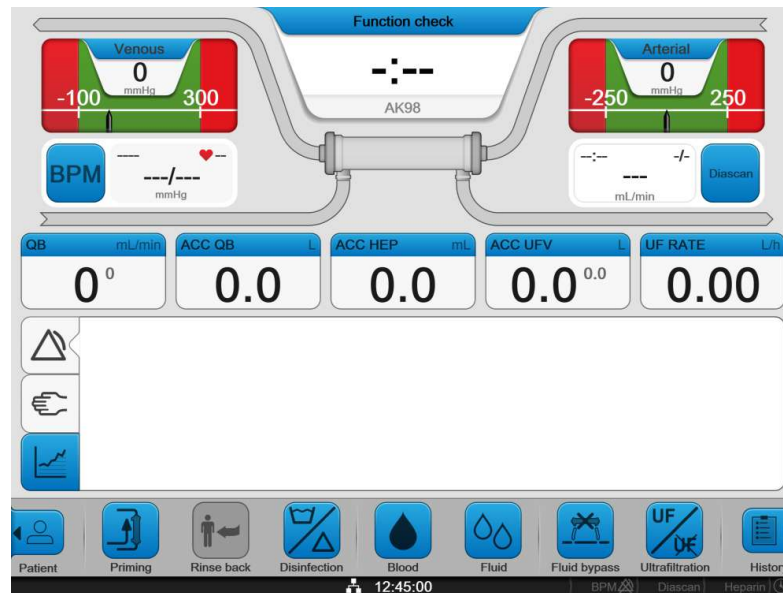 Function check
-:--
AK98
Venous
0
mmHg
-100
300
Arterial
0
mmHg
-250
250
BPM
----
--
---/---
mmHg
--:-
-/-
---
mL/min
Diascan
QB mL/min
0 0
ACC QB L
0.0
ACC HEP mL
0.0
ACC UFV L
0.0 0.0
UF RATE L/h
0.00
UF
UF
Patient
Priming
Rinse back
Disinfection
Blood
Fluid
Fluid bypass
Ultrafiltration
12:45:00
BPM
Diascan
Heparin